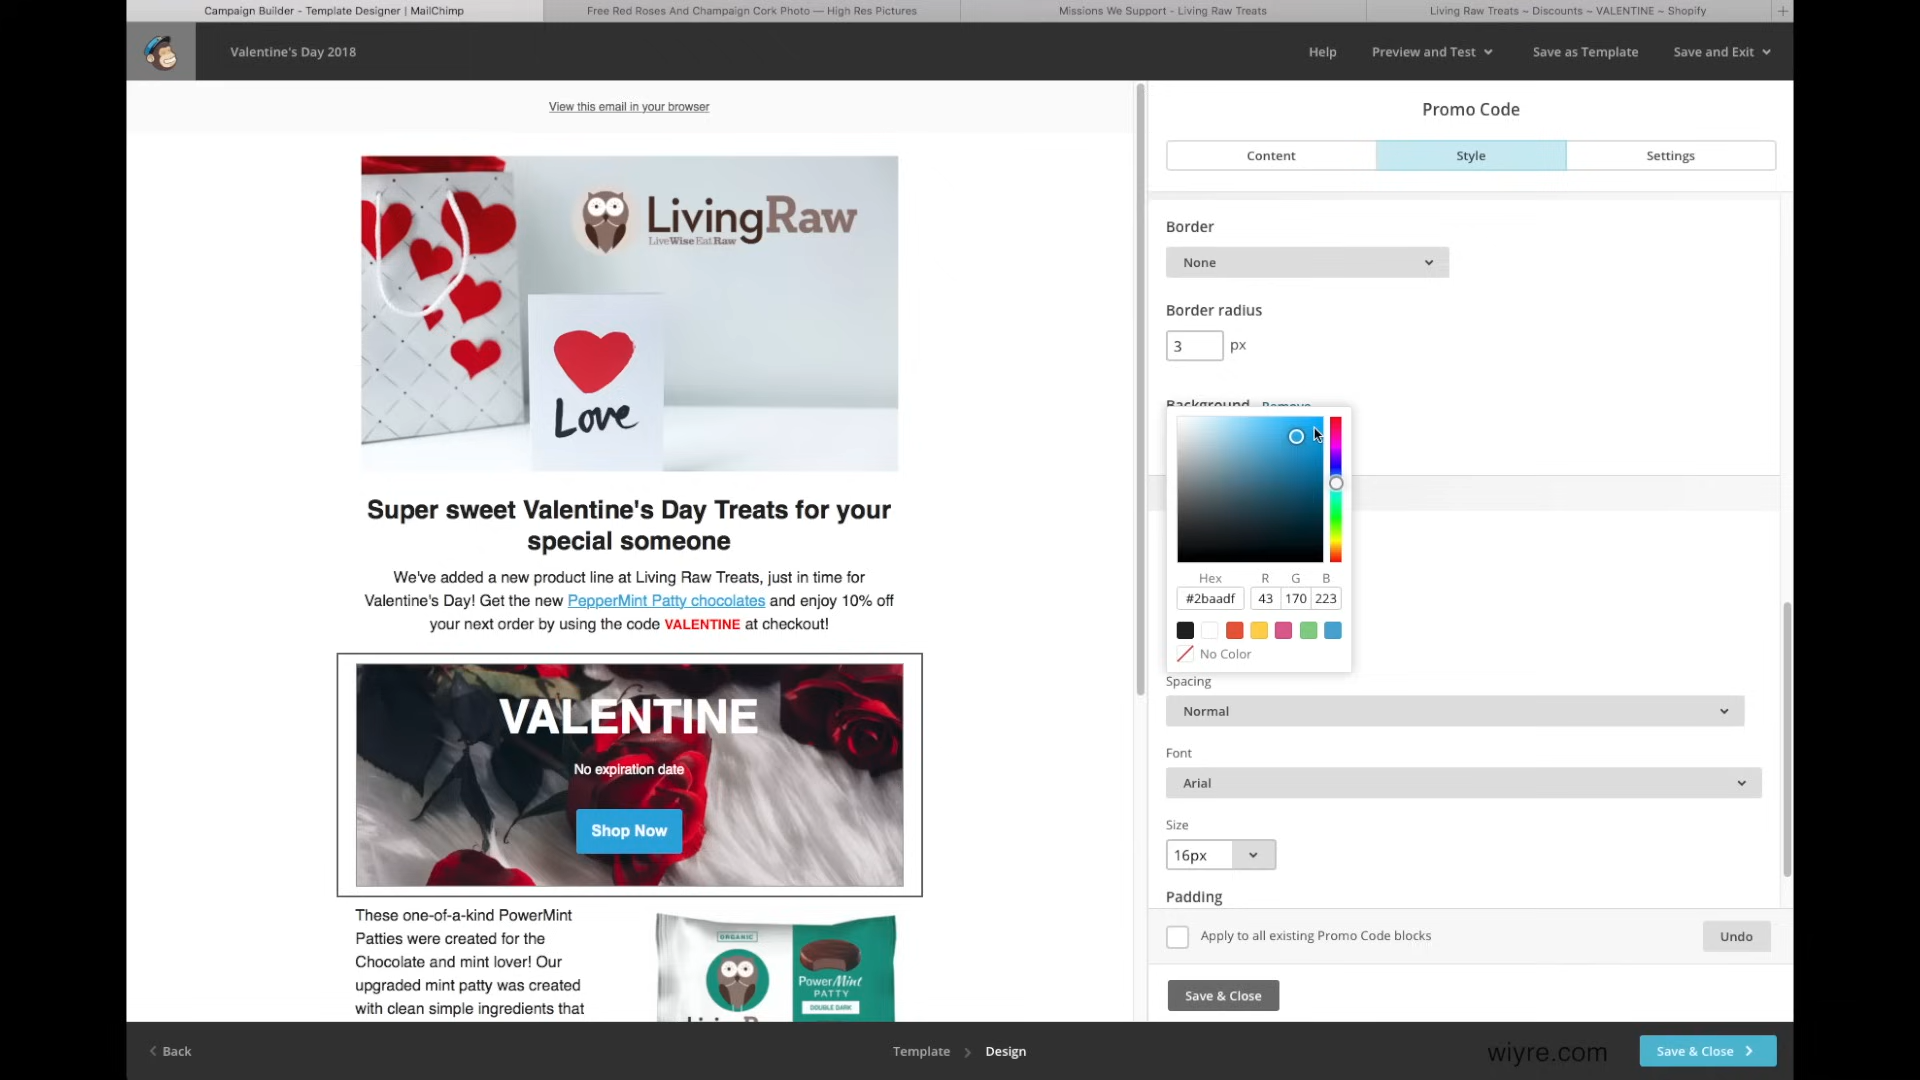 Campaign Builder - Template Designer | MailChimp
Free Red Roses And Champaign Cork Photo — High Res Pictures
Missions We Support - Living Raw Treats
Living Raw Treats ~ Discounts ~ VALENTINE ~ Shopify
Valentine's Day 2018
Help
Preview and Test
Save as Template
Save and Exit
View this email in your browser
LivingRaw
LiveWise EatRaw
Love
Super sweet Valentine's Day Treats for your
special someone
We've added a new product line at Living Raw Treats, just in time for
Valentine's Day! Get the new PepperMint Patty chocolates and enjoy 10% off
your next order by using the code VALENTINE at checkout!
VALENTINE
No expiration date
Shop Now
These one-of-a-kind PowerMint
Patties were created for the
Chocolate and mint lover! Our
upgraded mint patty was created
with clean simple ingredients that
ORGANIC
PowerMint
PATTY
DOUBLE DARK
Promo Code
Content
Style
Settings
Border
None
Border radius
3 px
Background Remove
Hex R G B
#2baadf 43 170 223
No Color
Spacing
Normal
Font
Arial
Size
16px
Padding
Apply to all existing Promo Code blocks
Undo
Save & Close
Back
Template
Design
wiyre.com
Save & Close